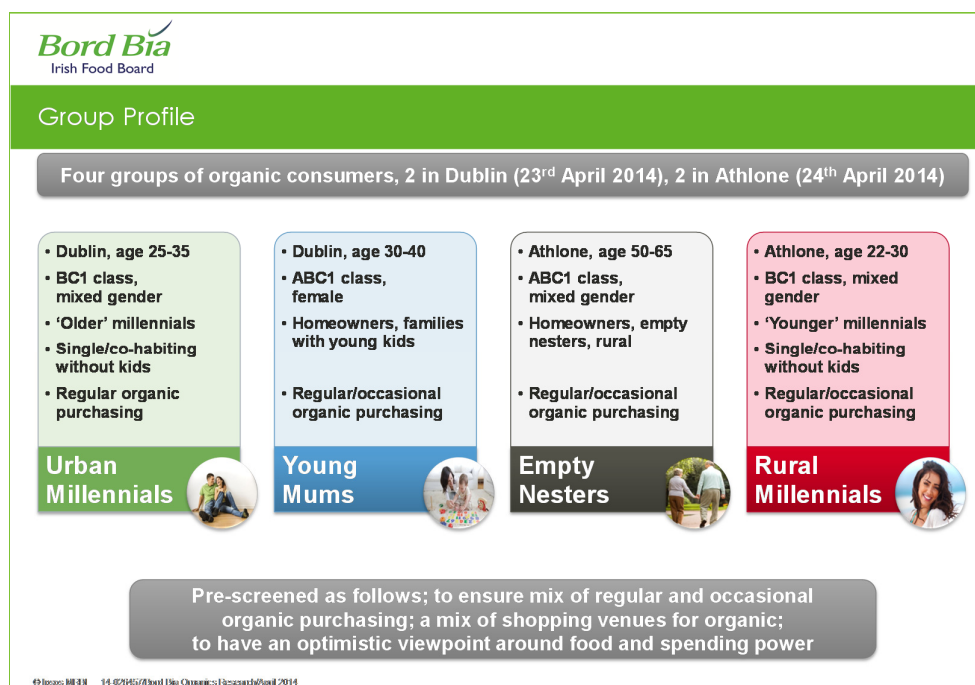 Bord Bia
Irish Food Board
Group Profile
Four groups of organic consumers, 2 in Dublin (23rd April 2014), 2 in Athlone (24th April 2014)
• Dublin, age 25-35
• BC1 class,
mixed gender
• ‘Older’ millennials
• Single/co-habiting
without kids
• Regular organic
purchasing
Urban
Millennials
• Dublin, age 30-40
• ABC1 class,
female
• Homeowners, families
with young kids
• Regular/occasional
organic purchasing
Young
Mums
• Athlone, age 50-65
• ABC1 class,
mixed gender
• Homeowners, empty
nesters, rural
• Regular/occasional
organic purchasing
Empty
Nesters
• Athlone, age 22-30
• BC1 class, mixed
gender
• ‘Younger’ millennials
• Single/co-habiting
without kids
• Regular/occasional
organic purchasing
Rural
Millennials
Pre-screened as follows; to ensure mix of regular and occasional
organic purchasing; a mix of shopping venues for organic;
to have an optimistic viewpoint around food and spending power
© Ipsos MRBI Bord Bia Organics Research/April 2014